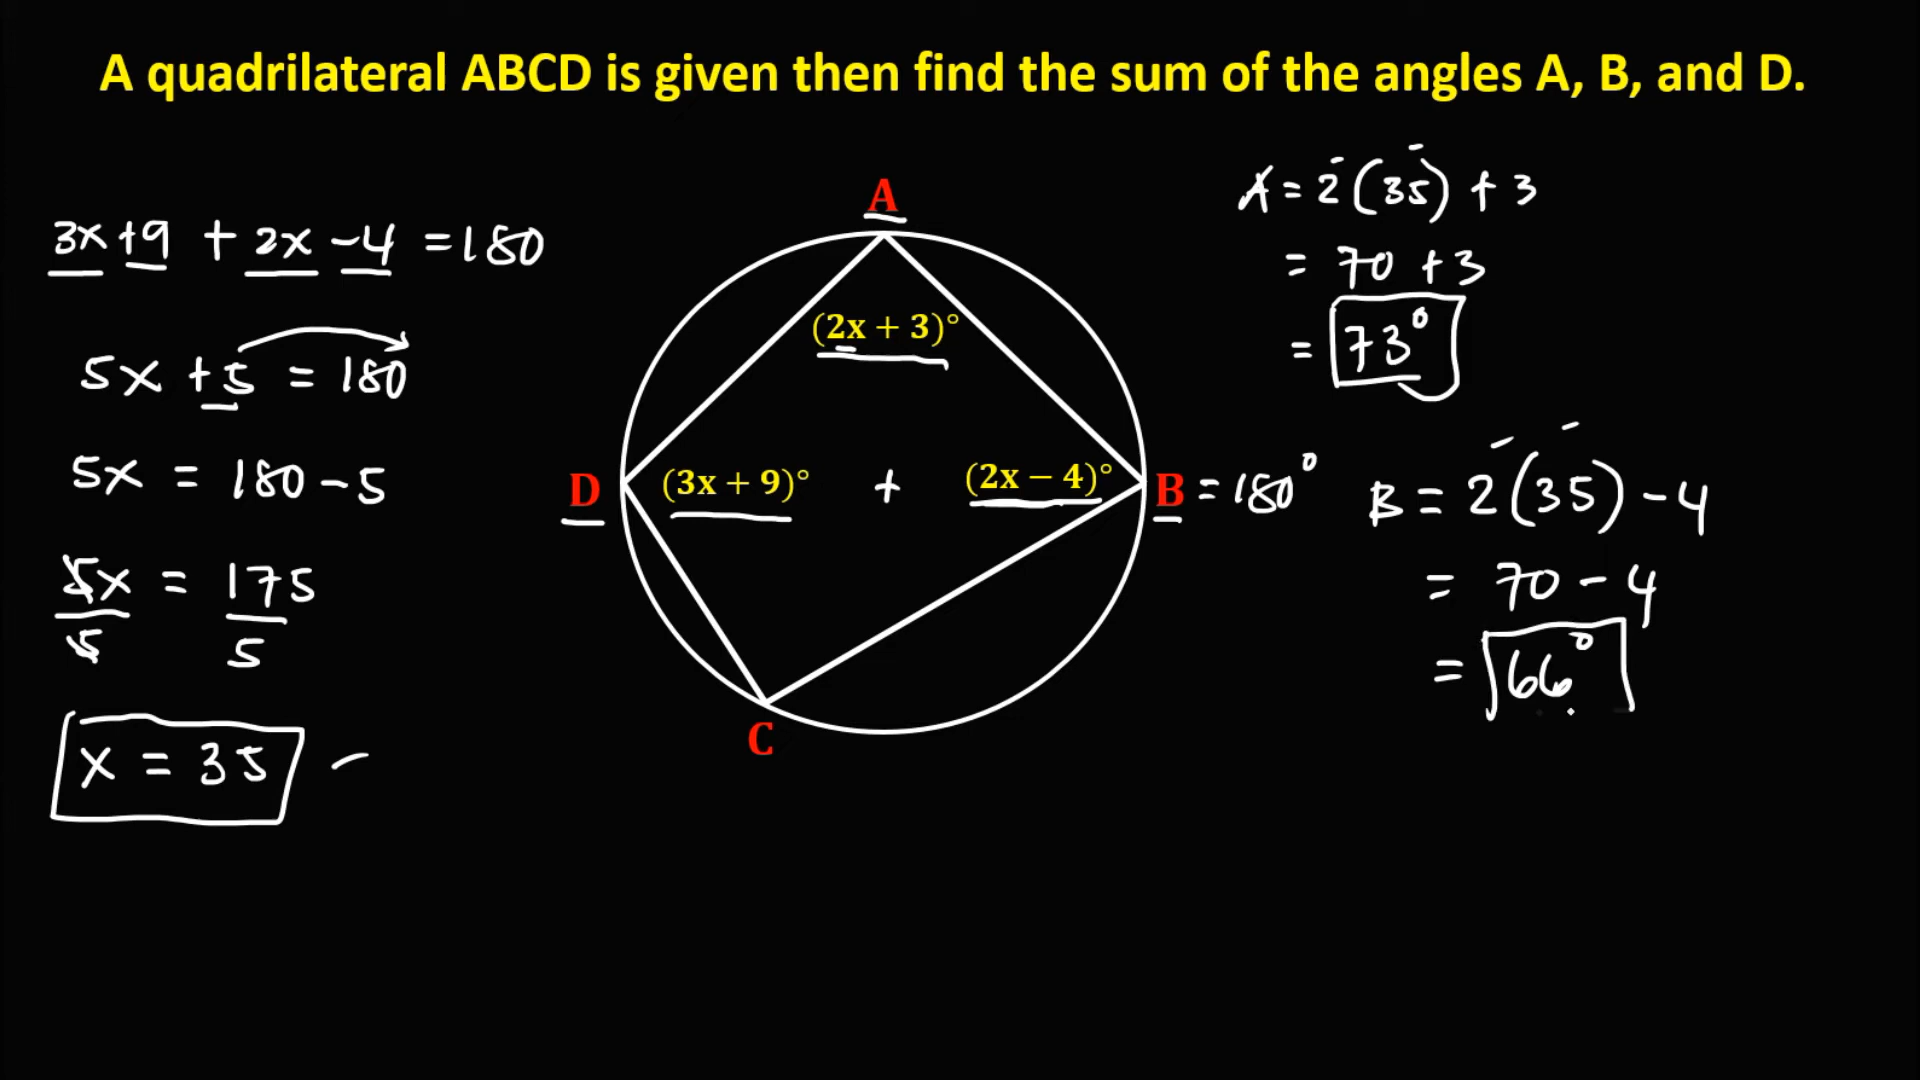 A quadrilateral ABCD is given then find the sum of the angles A, B, and D.
3x + 9 + 2x - 4 = 180
5x + 5 = 180
5x = 180 - 5
5x = 175
5 5
x = 35
A
(2x + 3)°
D (3x + 9)° + (2x − 4)° B = 180°
C
A = 2(35) + 3
= 70 + 3
= 73°
B = 2(35) - 4
= 70 - 4
= 66°